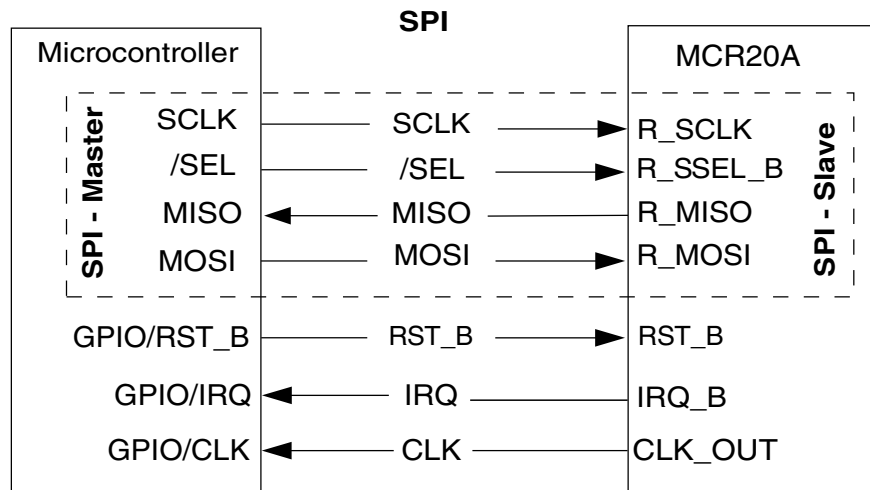 SPI
Microcontroller
MCR20A
SPI - Master
SPI - Slave
SCLK SCLK R_SCLK
/SEL /SEL R_SSEL_B
MISO MISO R_MISO
MOSI MOSI R_MOSI
GPIO/RST_B RST_B RST_B
GPIO/IRQ IRQ IRQ_B
GPIO/CLK CLK CLK_OUT